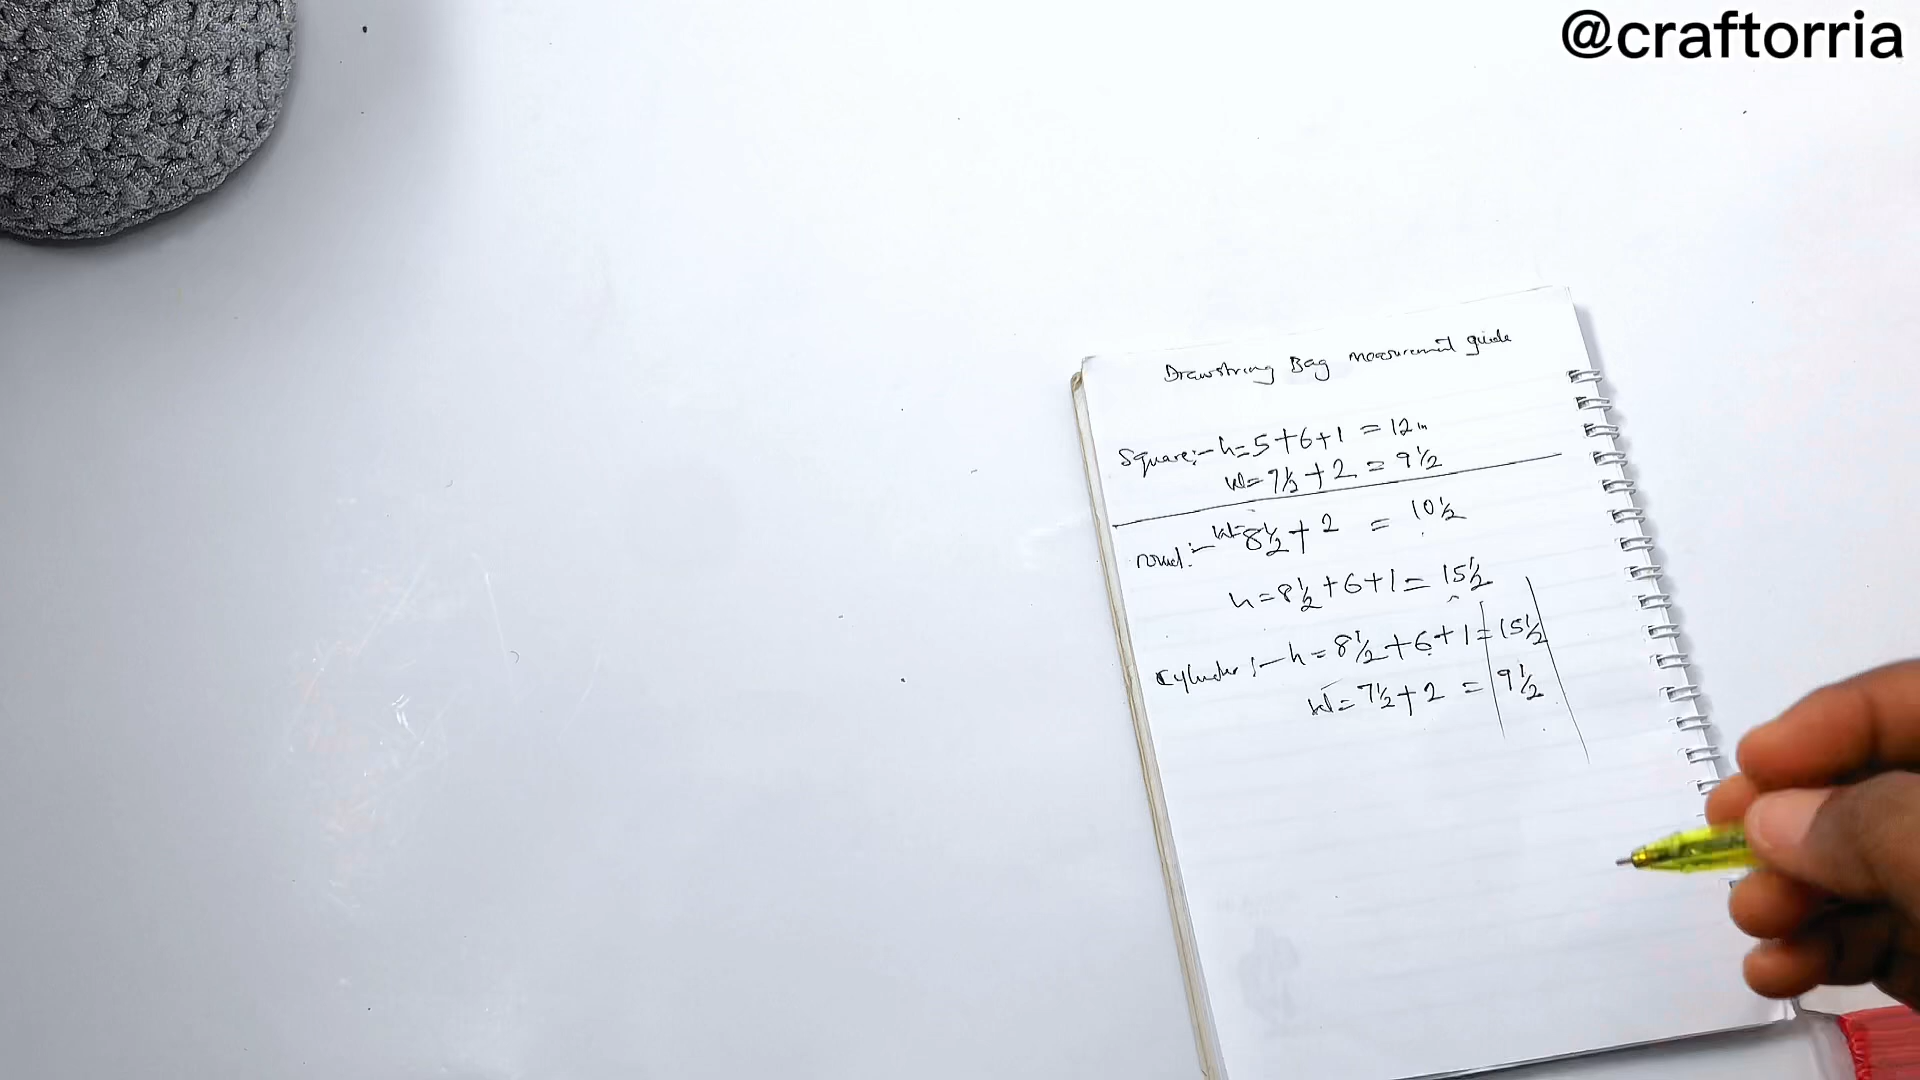 @craftorria
Drawstring Bag measurement guide
Square:- h=5+6+1 = 12in
W=7½+2 = 9½
round:- W=8½+2 = 10½
h=8½+6+1= 15½
Cylinder:- h=8½+6+1=15½
W=7½+2 = 9½